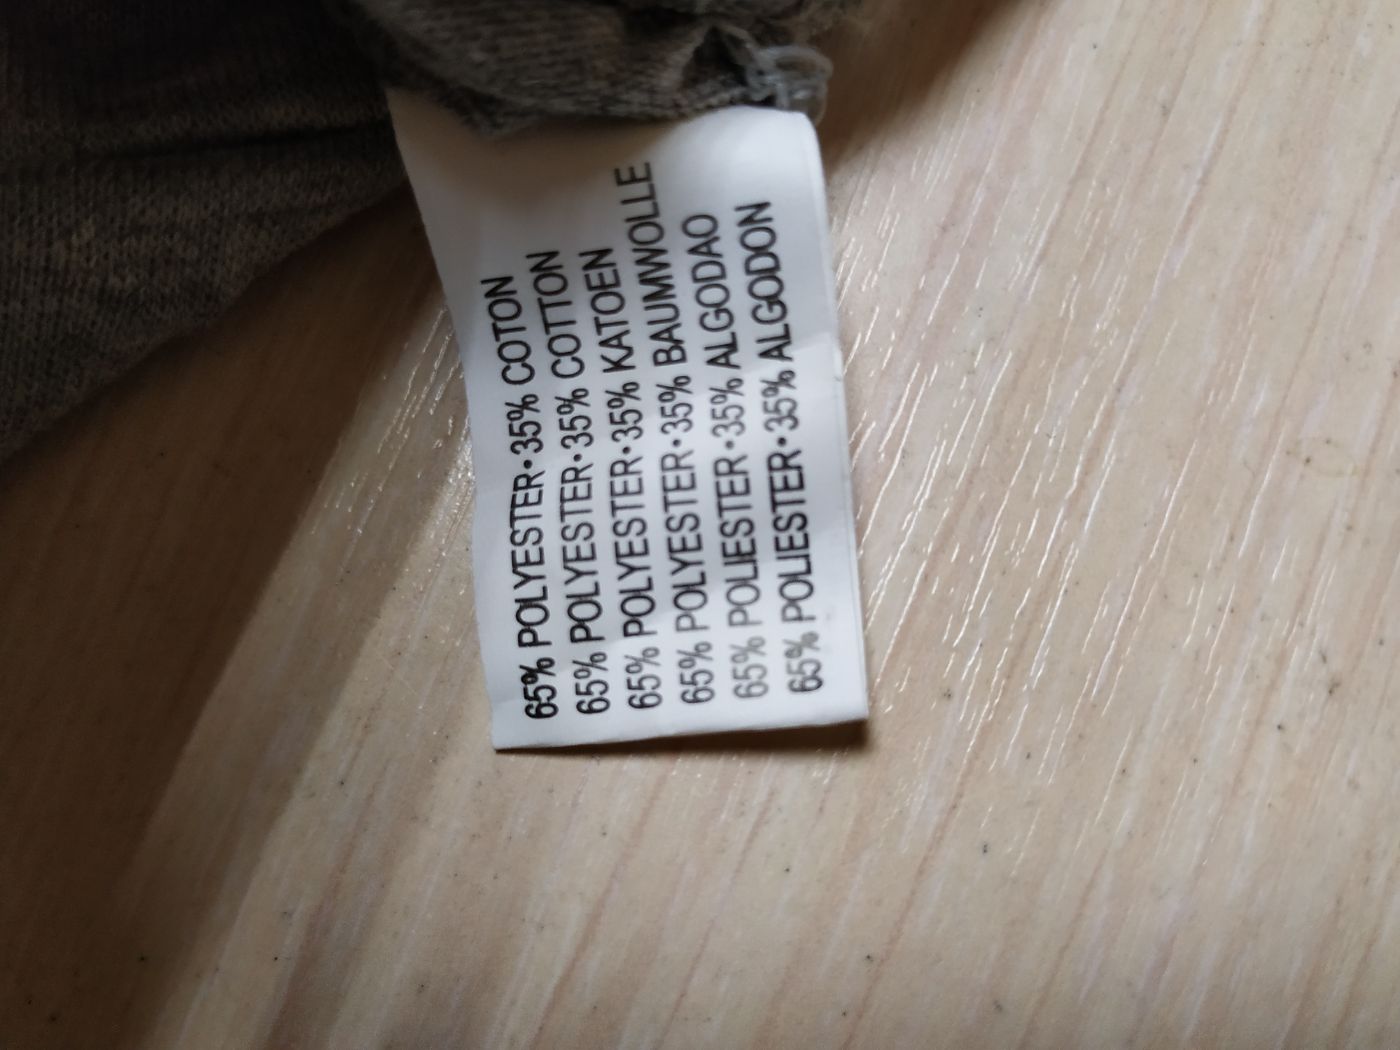 65% POLYESTER•35% COTON
65% POLYESTER•35% COTTON
65% POLYESTER•35% KATOEN
65% POLYESTER•35% BAUMWOLLE
65% POLIESTER•35% ALGODAO
65% POLIESTER•35% ALGODON